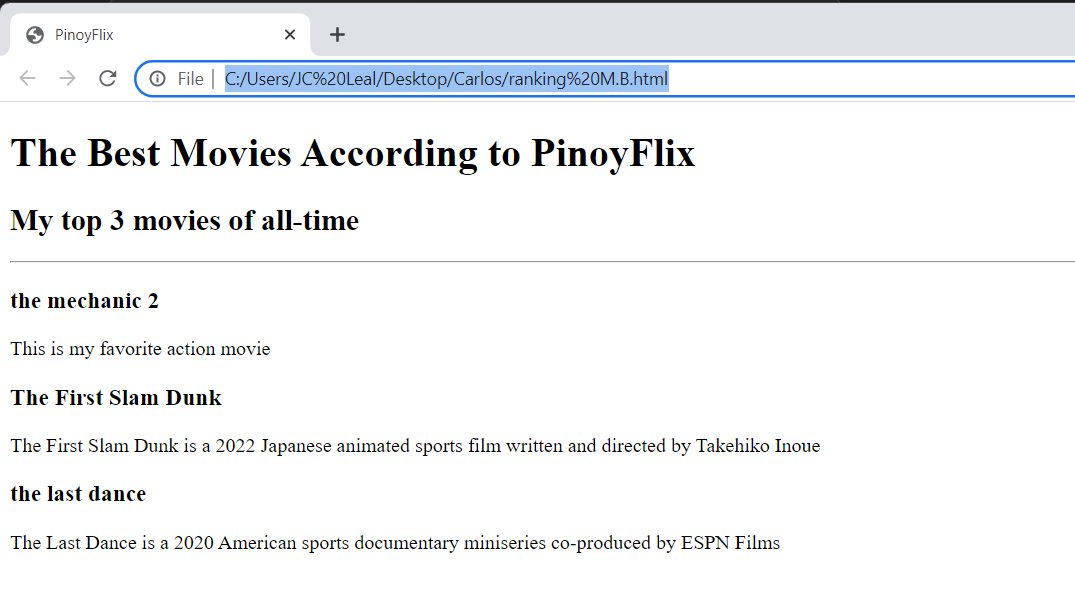 PinoyFlix
File | C:/Users/JC%20Leal/Desktop/Carlos/ranking%20M.B.html
The Best Movies According to PinoyFlix
My top 3 movies of all-time
the mechanic 2
This is my favorite action movie
The First Slam Dunk
The First Slam Dunk is a 2022 Japanese animated sports film written and directed by Takehiko Inoue
the last dance
The Last Dance is a 2020 American sports documentary miniseries co-produced by ESPN Films